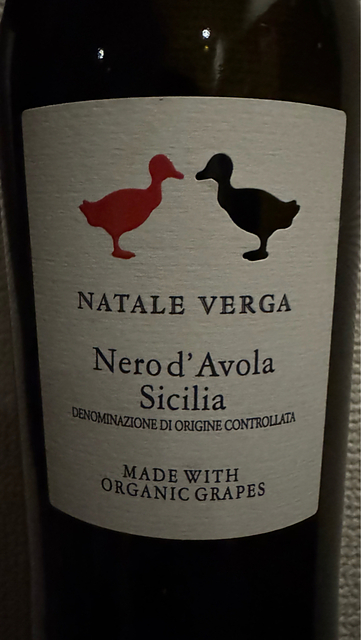 NATALE VERGA
Nero d'Avola
Sicilia
DENOMINAZIONE DI ORIGINE CONTROLLATA
MADE WITH
ORGANIC GRAPES